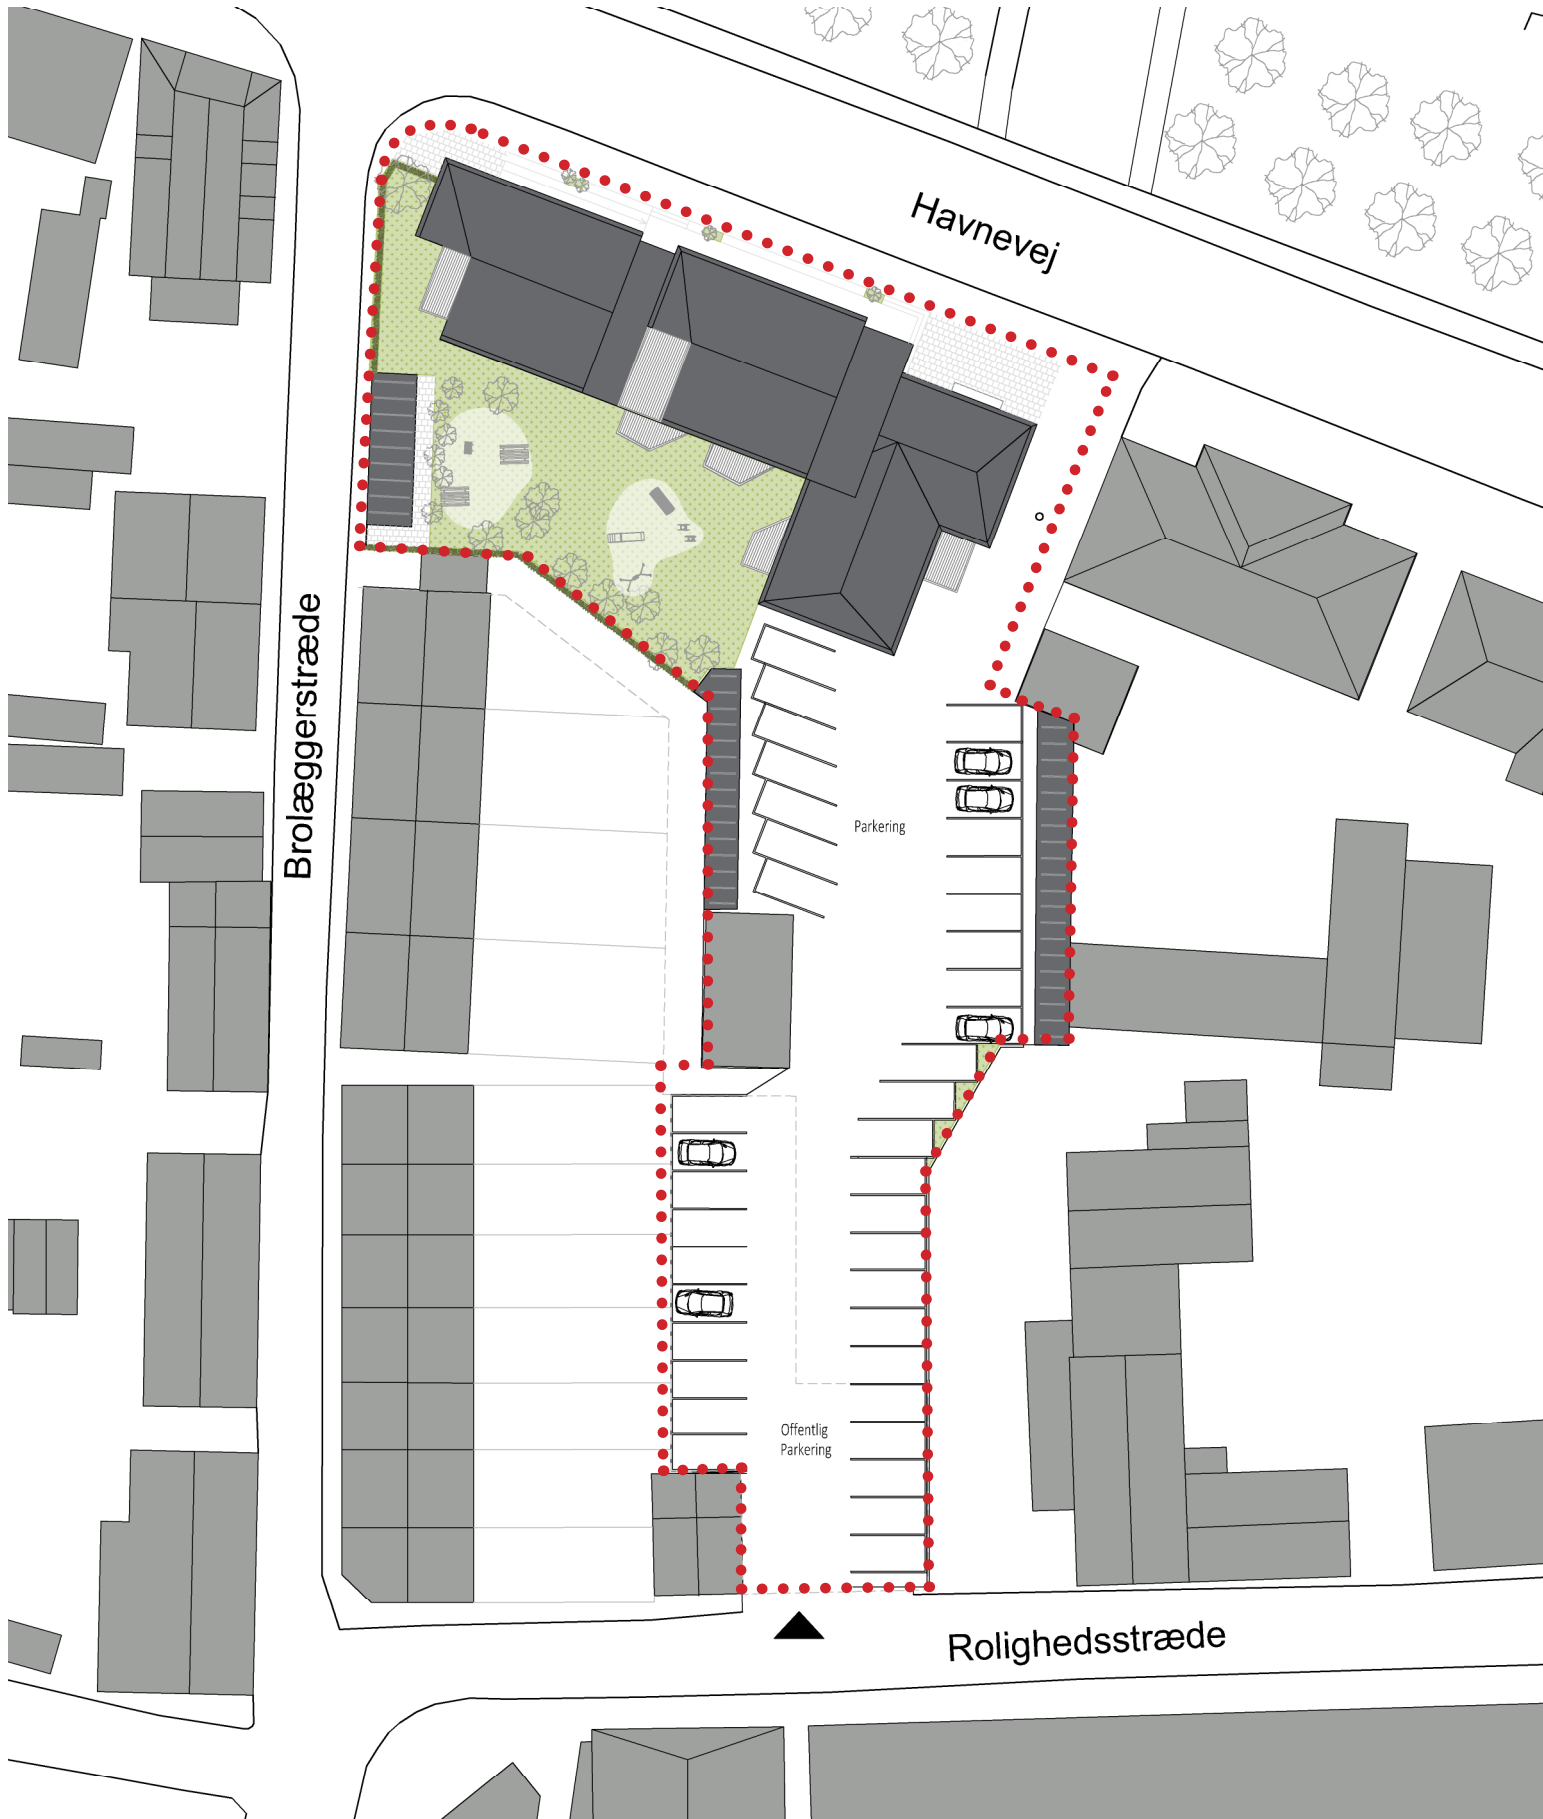 Havnevej
Brolæggerstræde
Parkering
Offentlig
Parkering
Rolighedsstræde